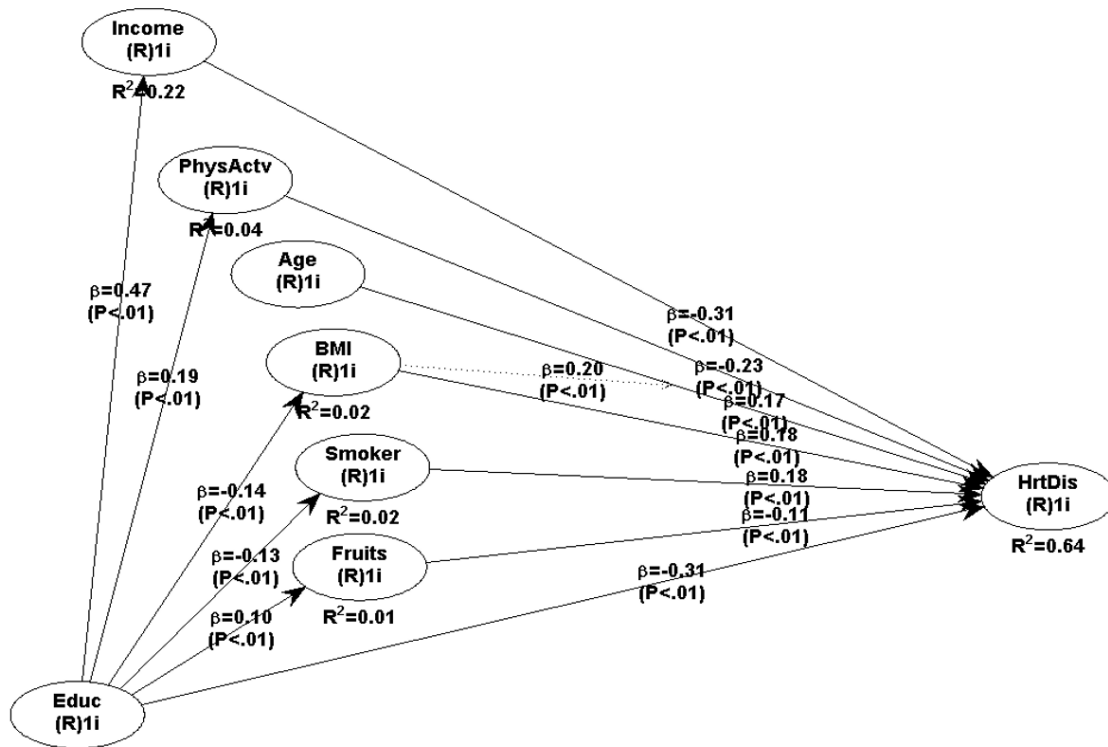 Income
(R)1i
R²=0.22
PhysActv
(R)1i
R²=0.04
Age
(R)1i
β=0.47
(P<.01)
β=-0.31
(P<.01)
BMI
(R)1i
R²=0.02
β=0.20
(P<.01)
β=-0.23
(P<.01)
β=0.19
(P<.01)
β=0.17
(P<.01)
β=0.18
(P<.01)
Smoker
(R)1i
R²=0.02
β=0.18
(P<.01)
HrtDis
(R)1i
R²=0.64
β=-0.14
(P<.01)
β=-0.11
(P<.01)
Fruits
(R)1i
R²=0.01
β=-0.13
(P<.01)
β=-0.31
(P<.01)
β=0.10
(P<.01)
Educ
(R)1i